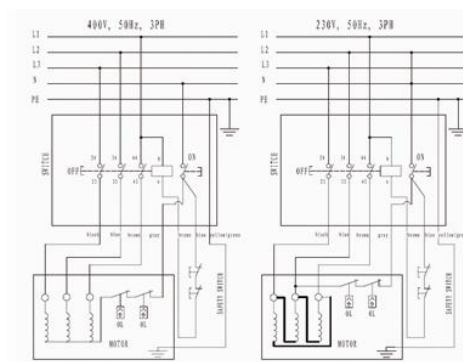 400V, 50Hz, 3PH
L1
L2
L3
N
PE
SWITCH
OFF
ON
black
blue
brown
gray
brown
blue
yellow/green
SAFETY SWITCH
OL
OL
MOTOR
230V, 50Hz, 3PH
L1
L2
L3
N
PE
SWITCH
OFF
ON
black
blue
brown
gray
brown
blue
yellow/green
SAFETY SWITCH
OL
OL
MOTOR